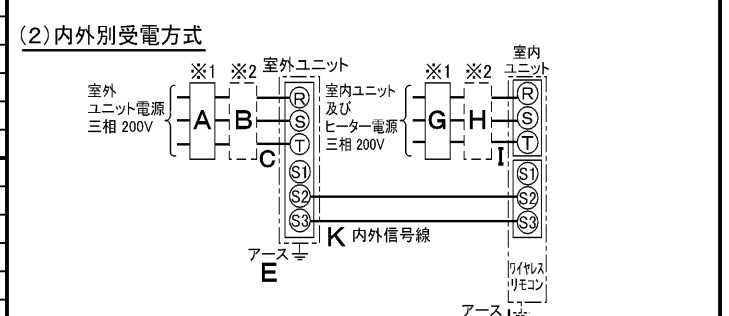 (2)内外別受電方式
※1 ※2 室外ユニット
室外
ユニット電源
三相 200V
A
B
C
R
S
T
S1
S2
S3
アース
E
K 内外信号線
※1 ※2 室内
ユニット
室内ユニット
及び
ヒーター電源
三相 200V
G
H
I
R
S
T
S1
S2
S3
ワイヤレス
リモコン
アース